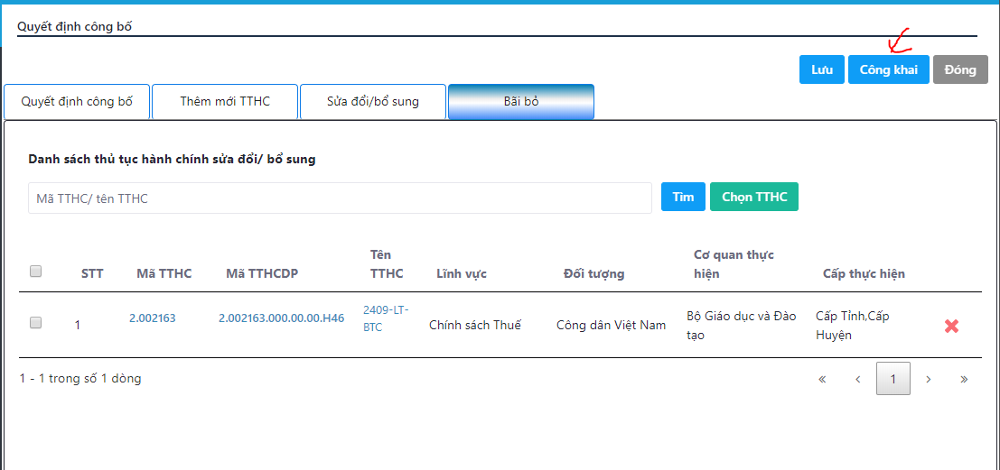 Quyết định công bố
Lưu Công khai Đóng
Quyết định công bố Thêm mới TTHC Sửa đổi/bổ sung Bãi bỏ
Danh sách thủ tục hành chính sửa đổi/ bổ sung
Mã TTHC/ tên TTHC Tìm Chọn TTHC
STT Mã TTHC Mã TTHCDP Tên TTHC Lĩnh vực Đối tượng Cơ quan thực hiện Cấp thực hiện
1 2.002163 2.002163.000.00.00.H46 2409-LT-BTC Chính sách Thuế Công dân Việt Nam Bộ Giáo dục và Đào tạo Cấp Tỉnh,Cấp Huyện
1 - 1 trong số 1 dòng « ‹ 1 › »